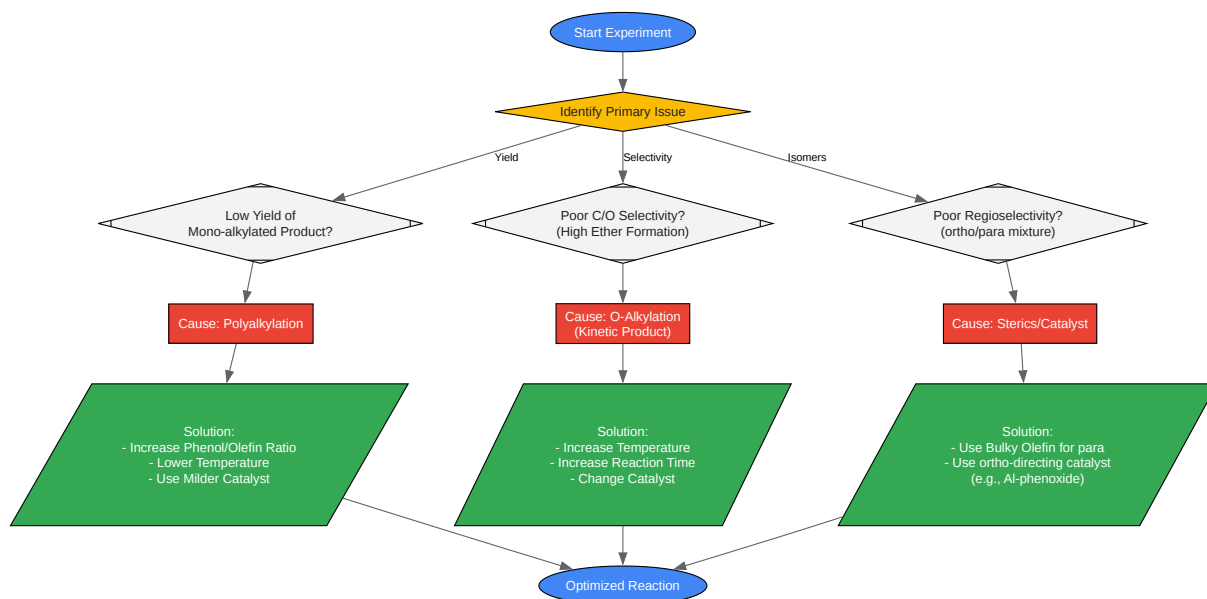 Start Experiment
Identify Primary Issue
Yield
Selectivity
Isomers
Low Yield of
Mono-alkylated Product?
Poor C/O Selectivity?
(High Ether Formation)
Poor Regioselectivity?
(ortho/para mixture)
Cause: Polyalkylation
Cause: O-Alkylation
(Kinetic Product)
Cause: Sterics/Catalyst
Solution:
- Increase Phenol/Olefin Ratio
- Lower Temperature
- Use Milder Catalyst
Solution:
- Increase Temperature
- Increase Reaction Time
- Change Catalyst
Solution:
- Use Bulky Olefin for para
- Use ortho-directing catalyst
(e.g., Al-phenoxide)
Optimized Reaction